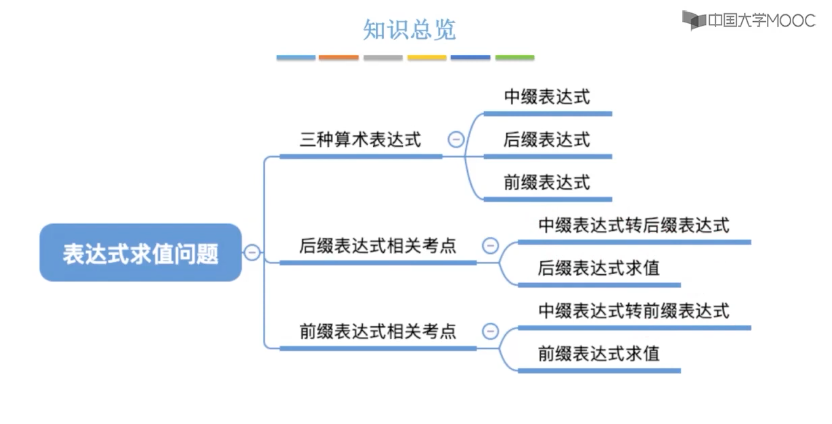 知识总览
中国大学MOOC
中缀表达式
三种算术表达式
后缀表达式
前缀表达式
表达式求值问题
后缀表达式相关考点
中缀表达式转后缀表达式
后缀表达式求值
前缀表达式相关考点
中缀表达式转前缀表达式
前缀表达式求值